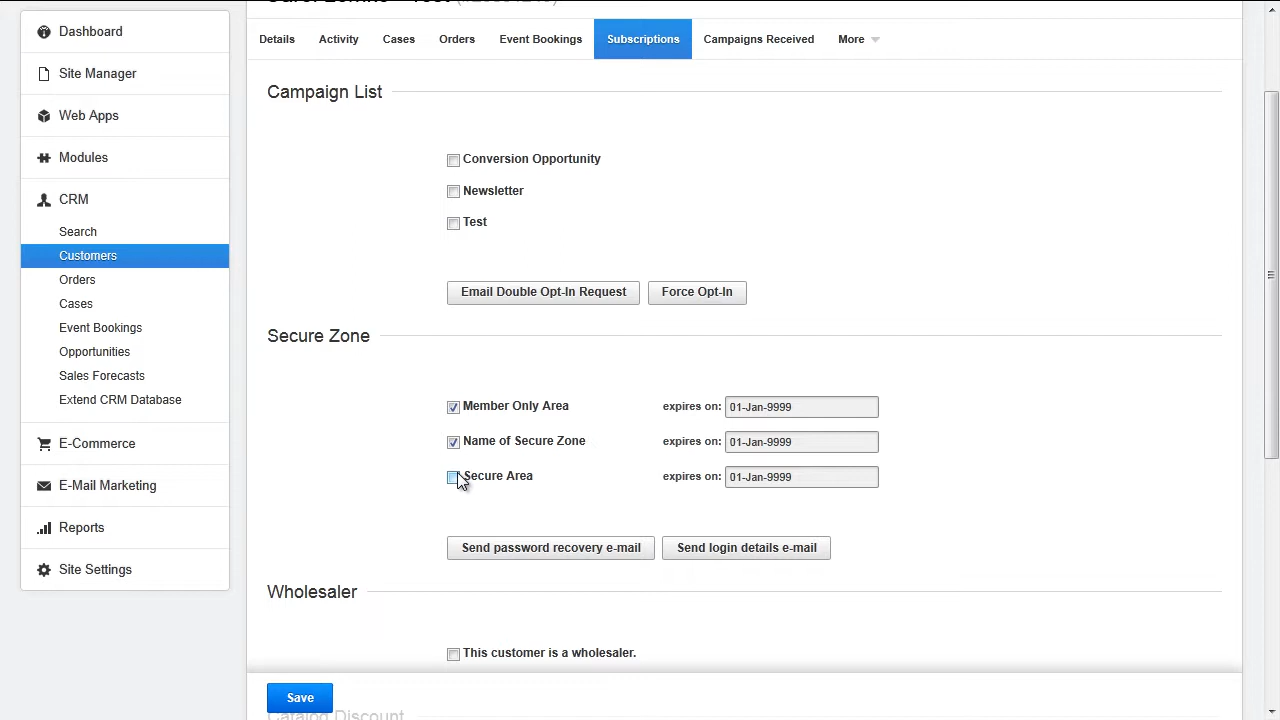 Dashboard
Site Manager
Web Apps
Modules
CRM
Search
Customers
Orders
Cases
Event Bookings
Opportunities
Sales Forecasts
Extend CRM Database
E-Commerce
E-Mail Marketing
Reports
Site Settings
Details Activity Cases Orders Event Bookings Subscriptions Campaigns Received More
Campaign List
Conversion Opportunity
Newsletter
Test
Email Double Opt-In Request Force Opt-In
Secure Zone
Member Only Area expires on: 01-Jan-9999
Name of Secure Zone expires on: 01-Jan-9999
Secure Area expires on: 01-Jan-9999
Send password recovery e-mail Send login details e-mail
Wholesaler
This customer is a wholesaler.
Save
Catalog Discount